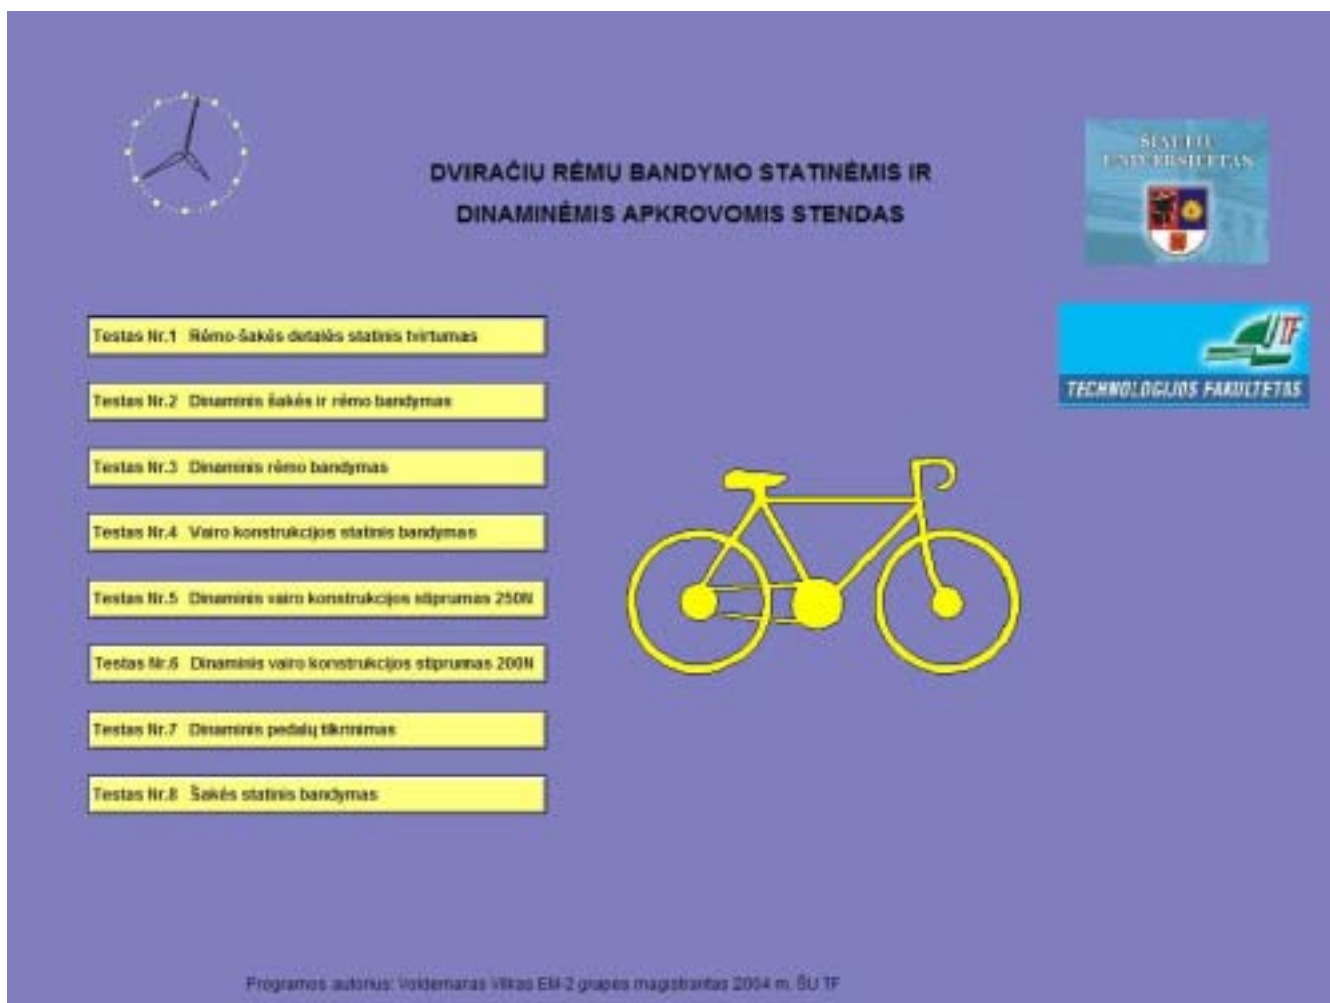 DVIRAČIŲ RĖMŲ BANDYMO STATINĖMIS IR
DINAMINĖMIS APKROVOMIS STENDAS
ŠIAULIŲ
UNIVERSITETAS
TF
TECHNOLOGIJOS FAKULTETAS
Testas Nr.1 Rėmo-šakės detalės statinis tvirtumas
Testas Nr.2 Dinaminis šakės ir rėmo bandymas
Testas Nr.3 Dinaminis rėmo bandymas
Testas Nr.4 Vairo konstrukcijos statinis bandymas
Testas Nr.5 Dinaminis vairo konstrukcijos stiprumas 250N
Testas Nr.6 Dinaminis vairo konstrukcijos stiprumas 200N
Testas Nr.7 Dinaminis pedalų tikrinimas
Testas Nr.8 Šakės statinis bandymas
Programos autorius: Voldemaras Vilkas EM-2 grupės magistrantas 2004 m. ŠU TF